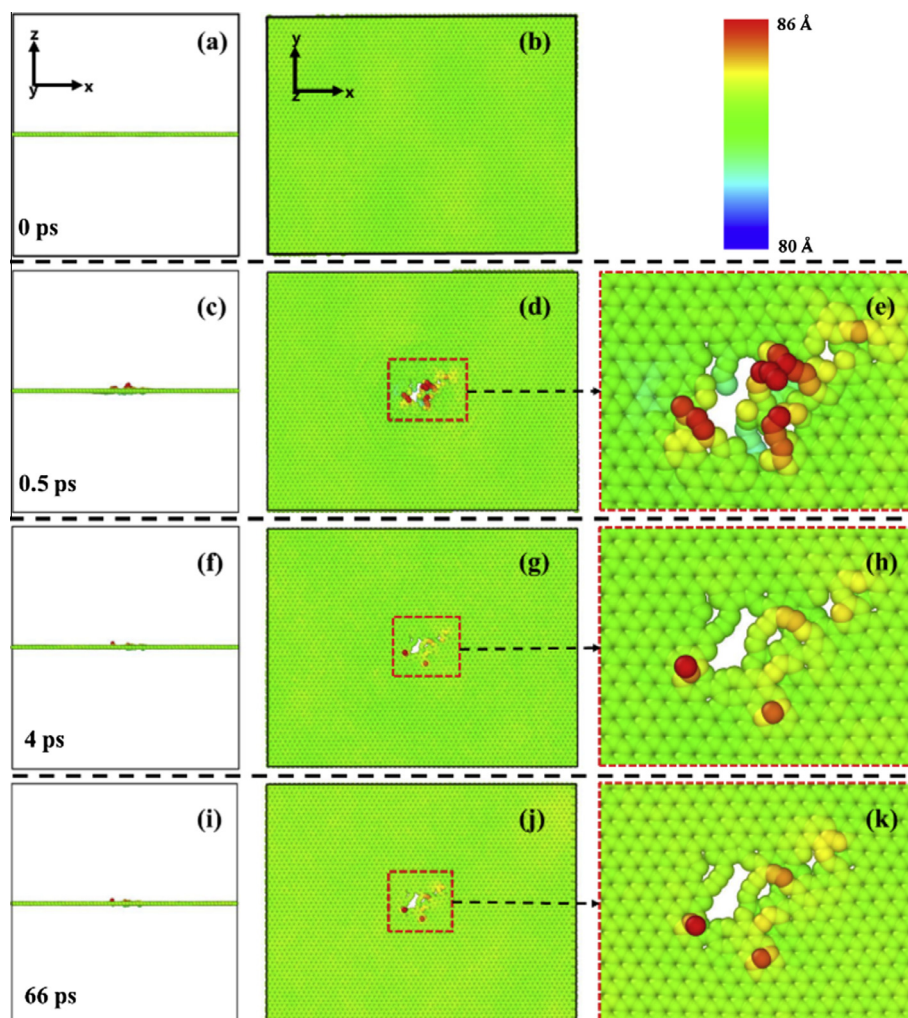 z
(a)
y
x
0 ps
y
(b)
z
x
86 Å
80 Å
(c)
0.5 ps
(d)
(e)
(f)
4 ps
(g)
(h)
(i)
66 ps
(j)
(k)